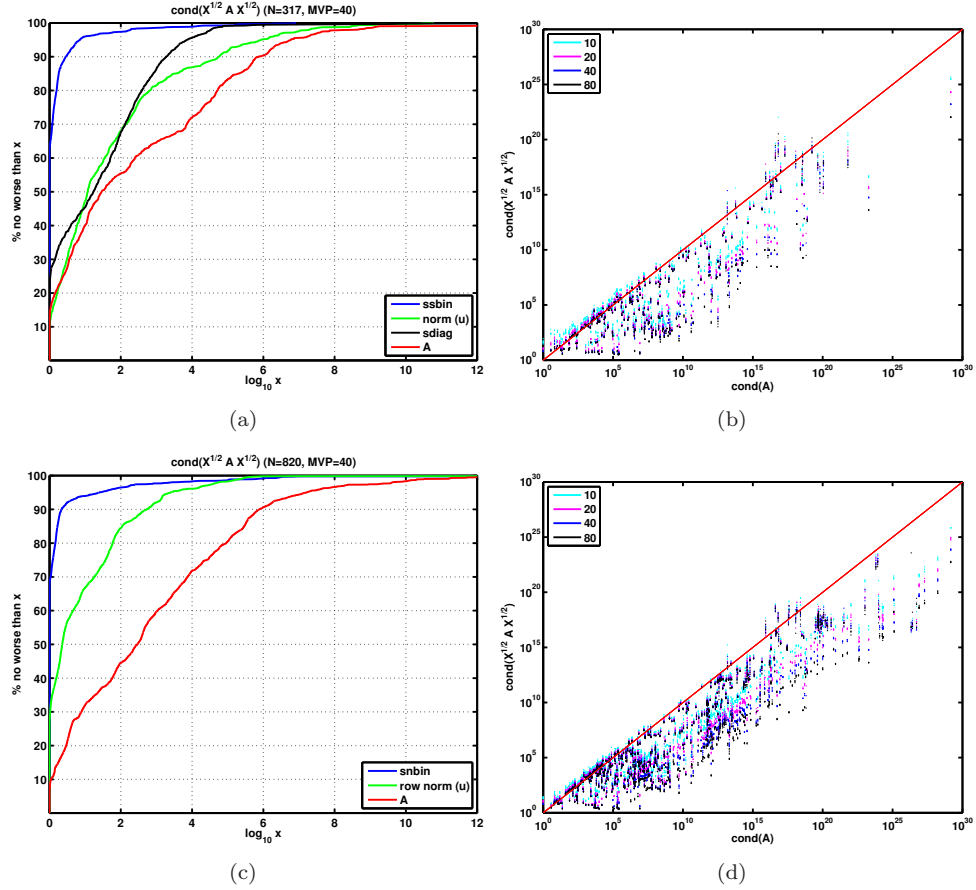 cond(X^{1/2} A X^{1/2}) (N=317, MVP=40)
100
90
80
70
60
50
40
30
20
10
% no worse than x
0 2 4 6 8 10 12
log_{10} x
ssbin
norm (u)
sdiag
A
(a)
10^{30}
10^{25}
10^{20}
10^{15}
10^{10}
10^{5}
10^{0}
cond(X^{1/2} A X^{1/2})
10
20
40
80
10^{0} 10^{5} 10^{10} 10^{15} 10^{20} 10^{25} 10^{30}
cond(A)
(b)
cond(X^{1/2} A X^{1/2}) (N=820, MVP=40)
100
90
80
70
60
50
40
30
20
10
% no worse than x
0 2 4 6 8 10 12
log_{10} x
snbin
row norm (u)
A
(c)
10^{30}
10^{25}
10^{20}
10^{15}
10^{10}
10^{5}
10^{0}
cond(X^{1/2} A X^{1/2})
10
20
40
80
10^{0} 10^{5} 10^{10} 10^{15} 10^{20} 10^{25} 10^{30}
cond(A)
(d)